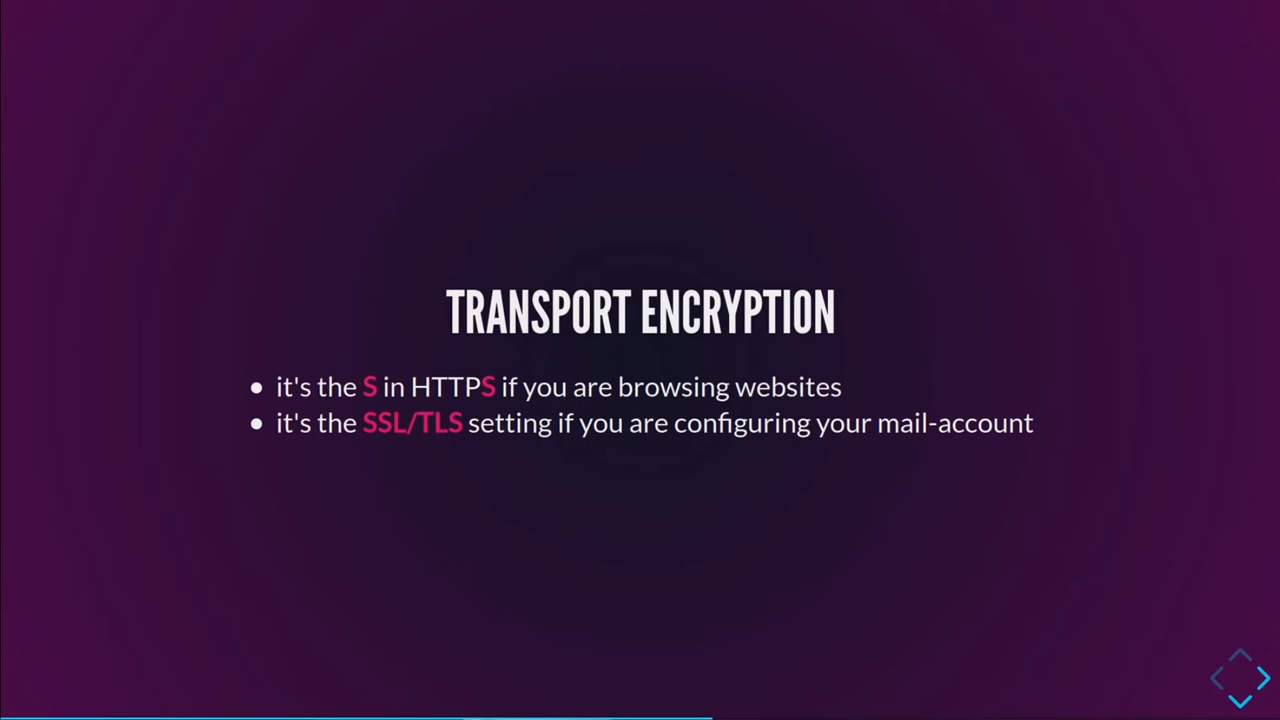 TRANSPORT ENCRYPTION
• it's the S in HTTPS if you are browsing websites
• it's the SSL/TLS setting if you are configuring your mail-account